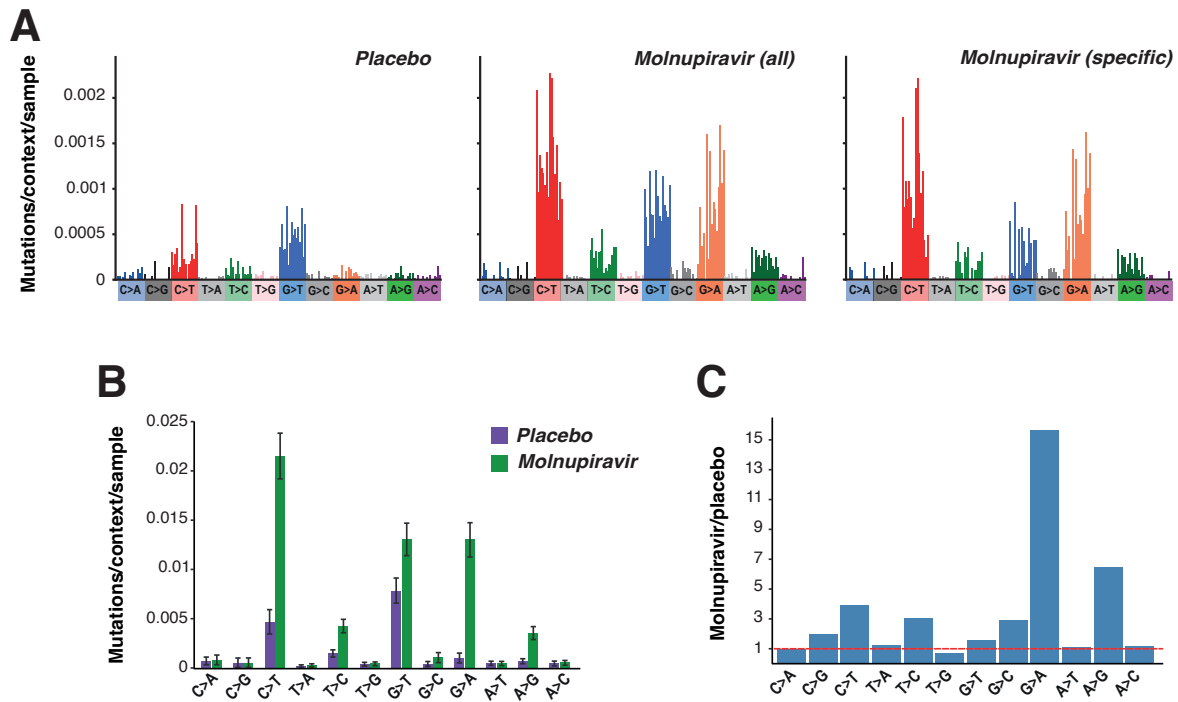 A
Placebo
Molnupiravir (all)
Molnupiravir (specific)
Mutations/context/sample
0.002
0.0015
0.001
0.0005
0
C>A C>G C>T T>A T>C T>G G>T G>C G>A A>T A>G A>C
C>A C>G C>T T>A T>C T>G G>T G>C G>A A>T A>G A>C
C>A C>G C>T T>A T>C T>G G>T G>C G>A A>T A>G A>C
B
Mutations/context/sample
0.025
0.02
0.015
0.01
0.005
0
Placebo
Molnupiravir
C>A C>G C>T T>A T>C T>G G>T G>C G>A A>T A>G A>C
C
Molnupiravir/placebo
15
13
11
9
7
5
3
1
C>A C>G C>T T>A T>C T>G G>T G>C G>A A>T A>G A>C